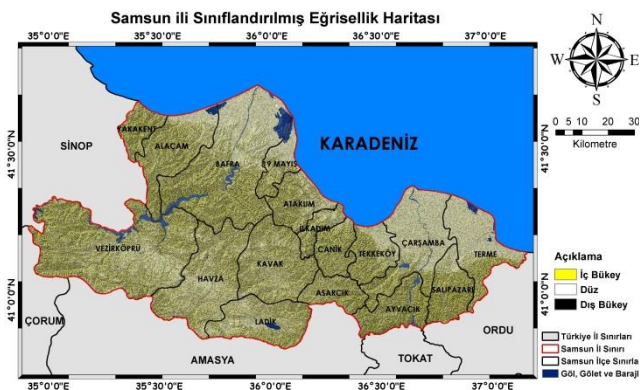 Samsun ili Sınıflandırılmış Eğrisellik Haritası
35°0'0"E 35°30'0"E 36°0'0"E 36°30'0"E 37°0'0"E
N
W E
S
0 5 10 20 30
Kilometre
41°30'0"N
41°0'0"N
41°30'0"N
41°0'0"N
KARADENİZ
SİNOP
YAKAKENT
ALAÇAM
BAFRA
19 MAYIS
ATAKUM
İLKADIM
CANİK
TEKKEKÖY
ÇARŞAMBA
TERME
VEZİRKÖPRÜ
HAVZA
KAVAK
ASARCIK
SALIPAZARI
AYVACIK
LADİK
ÇORUM
AMASYA
TOKAT
ORDU
Açıklama
İç Bükey
Düz
Dış Bükey
Türkiye İl Sınırları
Samsun İl Sınırı
Samsun İlçe Sınırla
Göl, Gölet ve Barajl
35°0'0"E 35°30'0"E 36°0'0"E 36°30'0"E 37°0'0"E